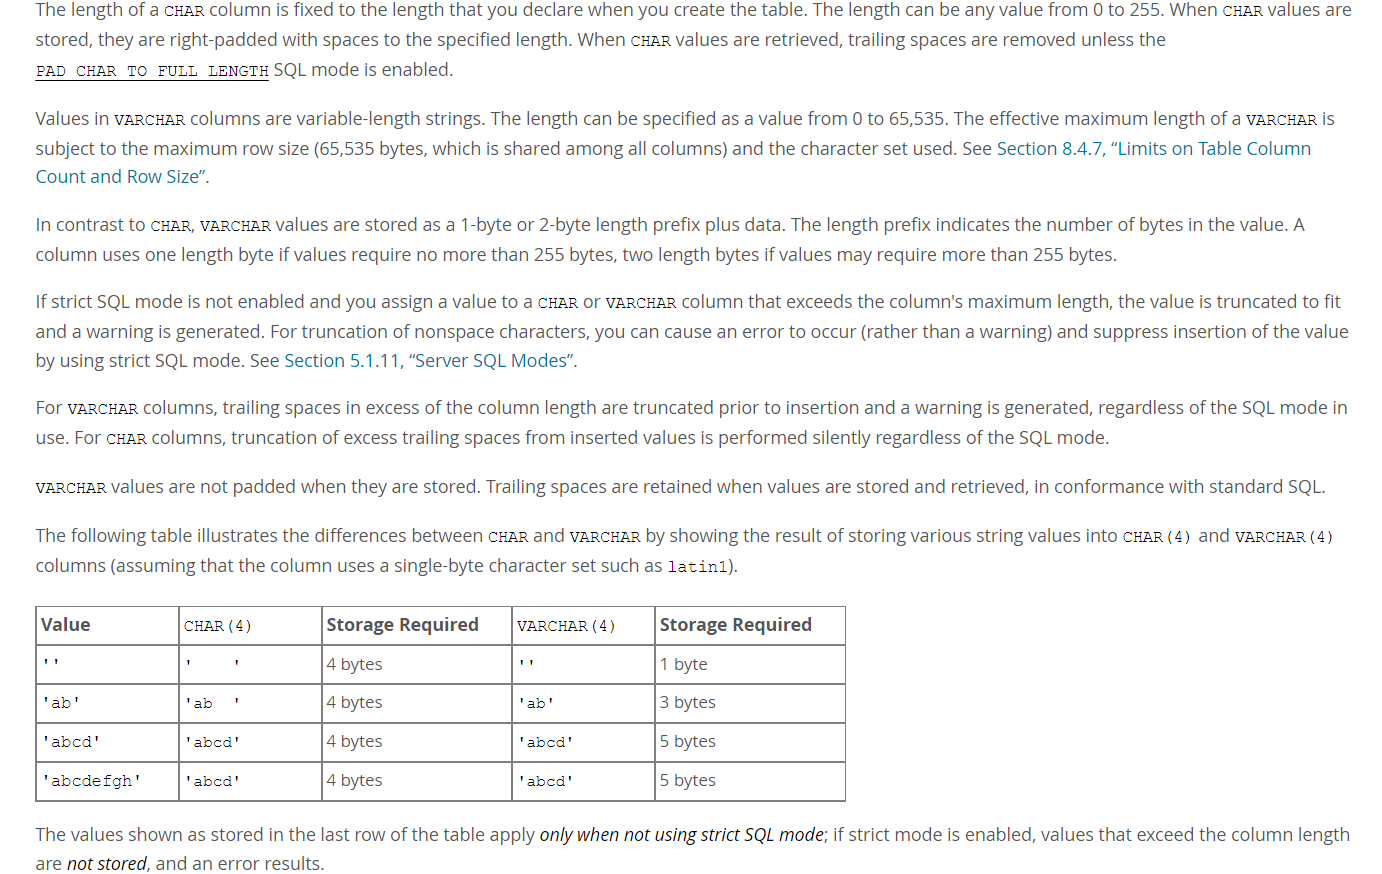 The length of a CHAR column is fixed to the length that you declare when you create the table. The length can be any value from 0 to 255. When CHAR values are
stored, they are right-padded with spaces to the specified length. When CHAR values are retrieved, trailing spaces are removed unless the
PAD_CHAR_TO_FULL_LENGTH SQL mode is enabled.
Values in VARCHAR columns are variable-length strings. The length can be specified as a value from 0 to 65,535. The effective maximum length of a VARCHAR is
subject to the maximum row size (65,535 bytes, which is shared among all columns) and the character set used. See Section 8.4.7, “Limits on Table Column
Count and Row Size”.
In contrast to CHAR, VARCHAR values are stored as a 1-byte or 2-byte length prefix plus data. The length prefix indicates the number of bytes in the value. A
column uses one length byte if values require no more than 255 bytes, two length bytes if values may require more than 255 bytes.
If strict SQL mode is not enabled and you assign a value to a CHAR or VARCHAR column that exceeds the column's maximum length, the value is truncated to fit
and a warning is generated. For truncation of nonspace characters, you can cause an error to occur (rather than a warning) and suppress insertion of the value
by using strict SQL mode. See Section 5.1.11, “Server SQL Modes”.
For VARCHAR columns, trailing spaces in excess of the column length are truncated prior to insertion and a warning is generated, regardless of the SQL mode in
use. For CHAR columns, truncation of excess trailing spaces from inserted values is performed silently regardless of the SQL mode.
VARCHAR values are not padded when they are stored. Trailing spaces are retained when values are stored and retrieved, in conformance with standard SQL.
The following table illustrates the differences between CHAR and VARCHAR by showing the result of storing various string values into CHAR(4) and VARCHAR(4)
columns (assuming that the column uses a single-byte character set such as latin1).
Value CHAR(4) Storage Required VARCHAR(4) Storage Required
'' '    ' 4 bytes '' 1 byte
'ab' 'ab  ' 4 bytes 'ab' 3 bytes
'abcd' 'abcd' 4 bytes 'abcd' 5 bytes
'abcdefgh' 'abcd' 4 bytes 'abcd' 5 bytes
The values shown as stored in the last row of the table apply only when not using strict SQL mode; if strict mode is enabled, values that exceed the column length
are not stored, and an error results.